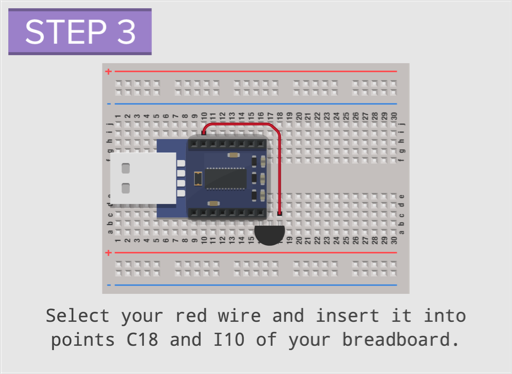 STEP 3
+
-
1 2 3 4 5 6 7 8 9 10 11 12 13 14 15 16 17 18 19 20 21 22 23 24 25 26 27 28 29 30
f g h i j
f g h i j
a b c d e
a b c d e
1 2 3 4 5 6 7 8 9 10 11 12 13 14 15 16 17 18 19 20 21 22 23 24 25 26 27 28 29 30
+
-
Select your red wire and insert it into
points C18 and I10 of your breadboard.